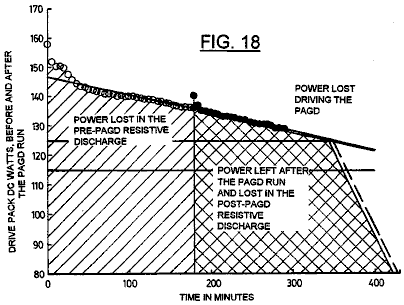 FIG. 18
170
160
150
140
130
120
110
100
90
80
DRIVE PACK DC WATTS, BEFORE AND AFTER
THE PAGD RUN
POWER LOST
DRIVING THE
PAGD
POWER LOST IN THE
PRE-PAGD RESISTIVE
DISCHARGE
POWER LEFT AFTER
THE PAGD RUN
AND LOST IN THE
POST-PAGD
RESISTIVE
DISCHARGE
0
100
200
300
400
TIME IN MINUTES